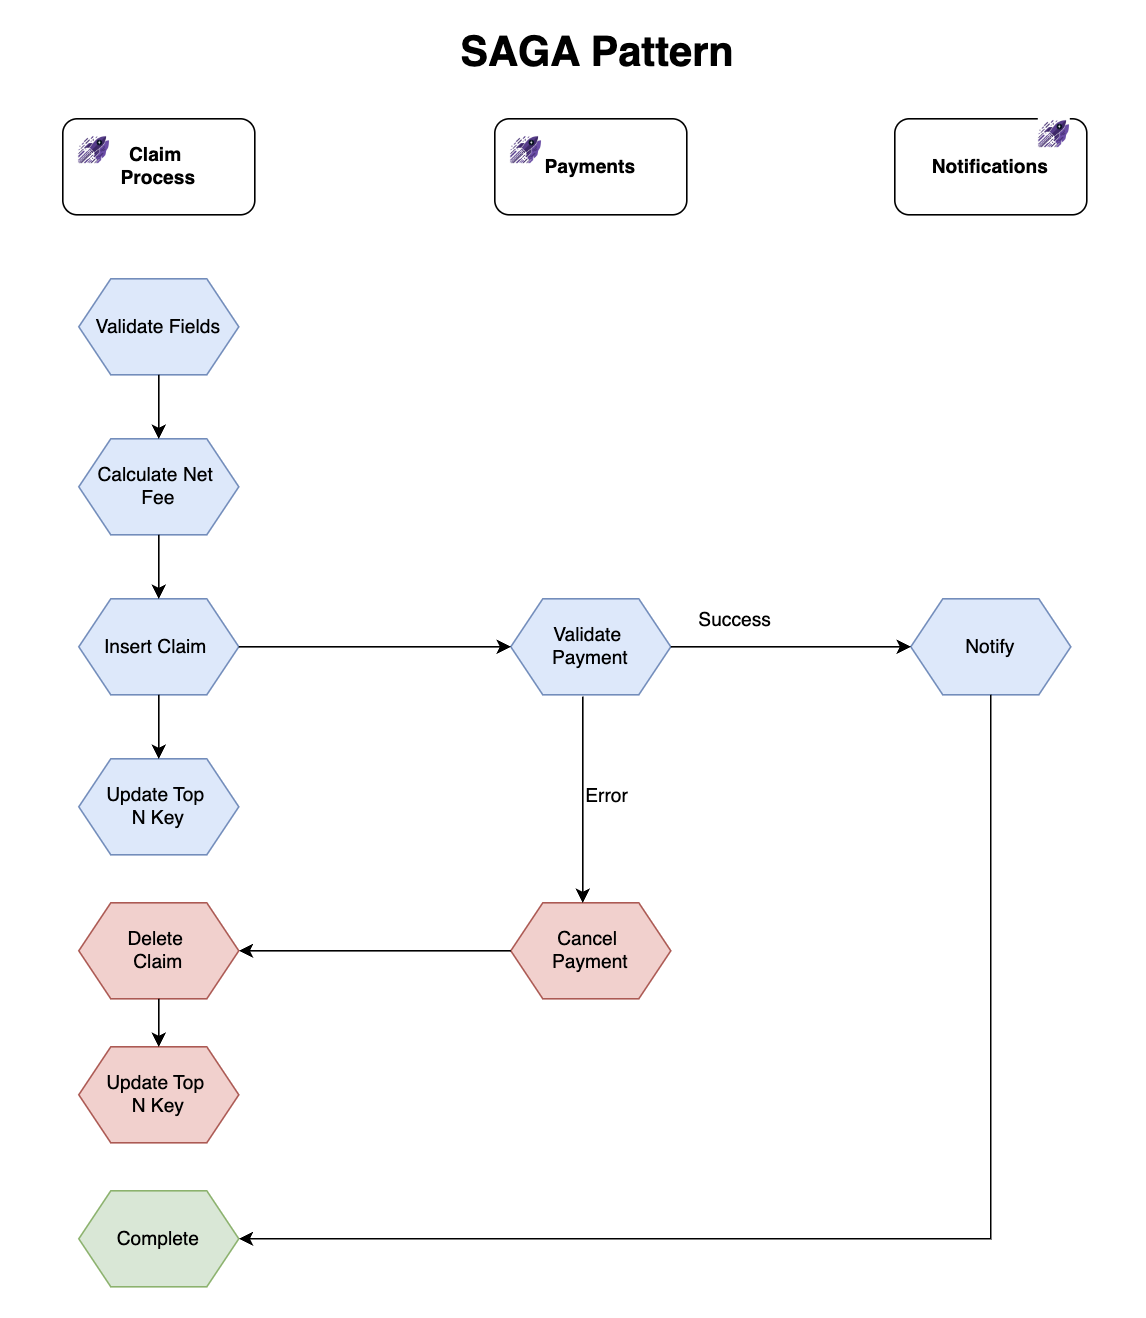 SAGA Pattern
Claim
Process
Payments
Notifications
Validate Fields
Calculate Net
Fee
Insert Claim
Validate
Payment
Success
Notify
Update Top
N Key
Error
Delete
Claim
Cancel
Payment
Update Top
N Key
Complete